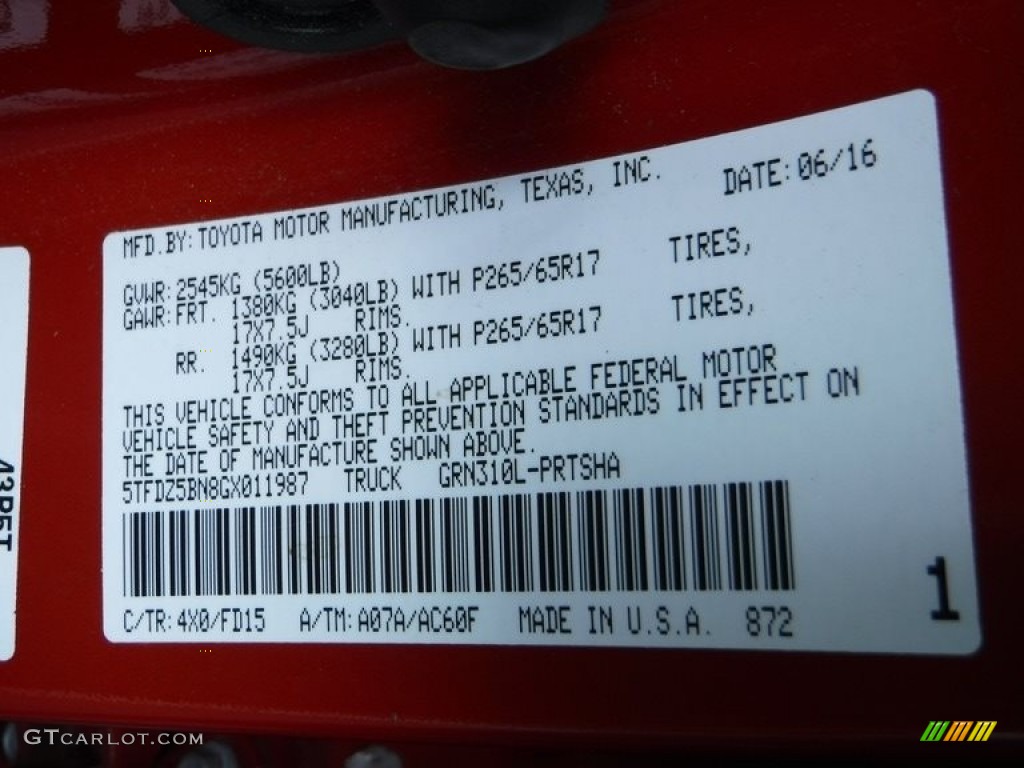 MFD.BY:TOYOTA MOTOR MANUFACTURING, TEXAS, INC. DATE:06/16
GVWR:2545KG (5600LB)
GAWR:FRT. 1380KG (3040LB) WITH P265/65R17 TIRES,
17X7.5J RIMS.
RR. 1490KG (3280LB) WITH P265/65R17 TIRES,
17X7.5J RIMS.
THIS VEHICLE CONFORMS TO ALL APPLICABLE FEDERAL MOTOR
VEHICLE SAFETY AND THEFT PREVENTION STANDARDS IN EFFECT ON
THE DATE OF MANUFACTURE SHOWN ABOVE.
5TFDZ5BN8GX011987 TRUCK GRN310L-PRTSHA
C/TR:4X0/FD15 A/TM:A07A/AC60F MADE IN U.S.A. 872
1
43P5T
GTCARLOT.COM